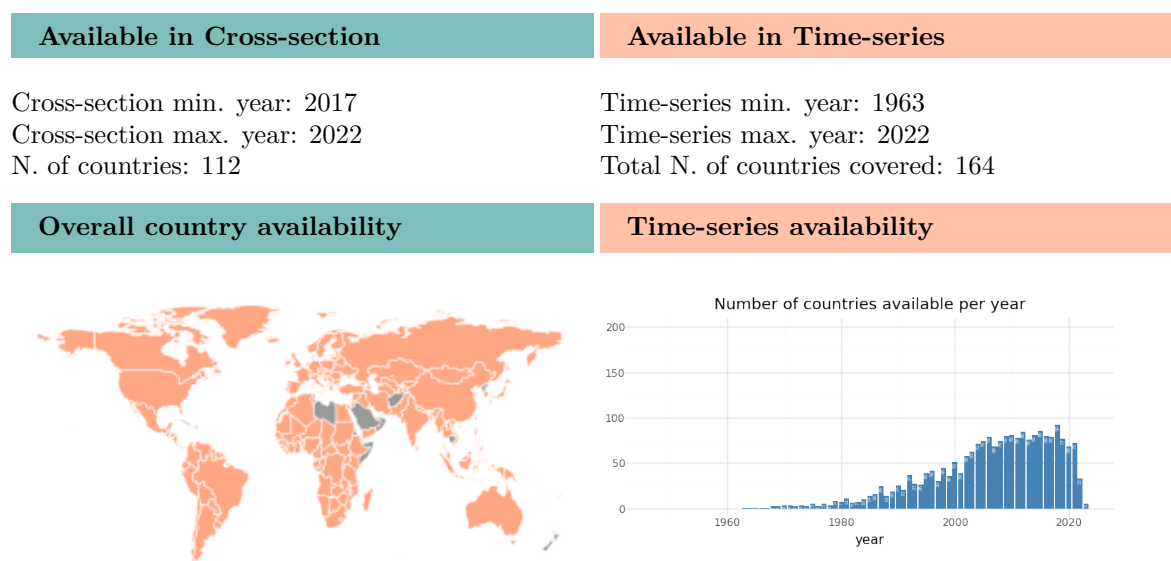 Available in Cross-section
Available in Time-series
Cross-section min. year: 2017
Cross-section max. year: 2022
N. of countries: 112
Time-series min. year: 1963
Time-series max. year: 2022
Total N. of countries covered: 164
Overall country availability
Time-series availability
Number of countries available per year
200
150
100
50
0
1960
1980
2000
2020
year